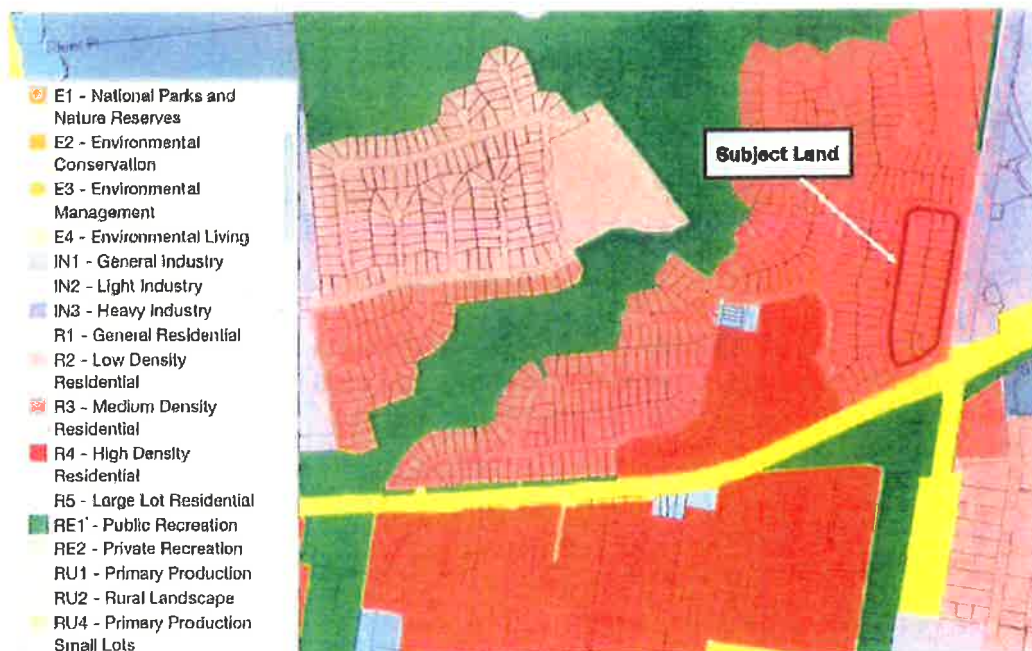 E1 - National Parks and
Nature Reserves
E2 - Environmental
Conservation
E3 - Environmental
Management
E4 - Environmental Living
IN1 - General Industry
IN2 - Light Industry
IN3 - Heavy Industry
R1 - General Residential
R2 - Low Density
Residential
R3 - Medium Density
Residential
R4 - High Density
Residential
R5 - Large Lot Residential
RE1 - Public Recreation
RE2 - Private Recreation
RU1 - Primary Production
RU2 - Rural Landscape
RU4 - Primary Production
Small Lots
Subject Land